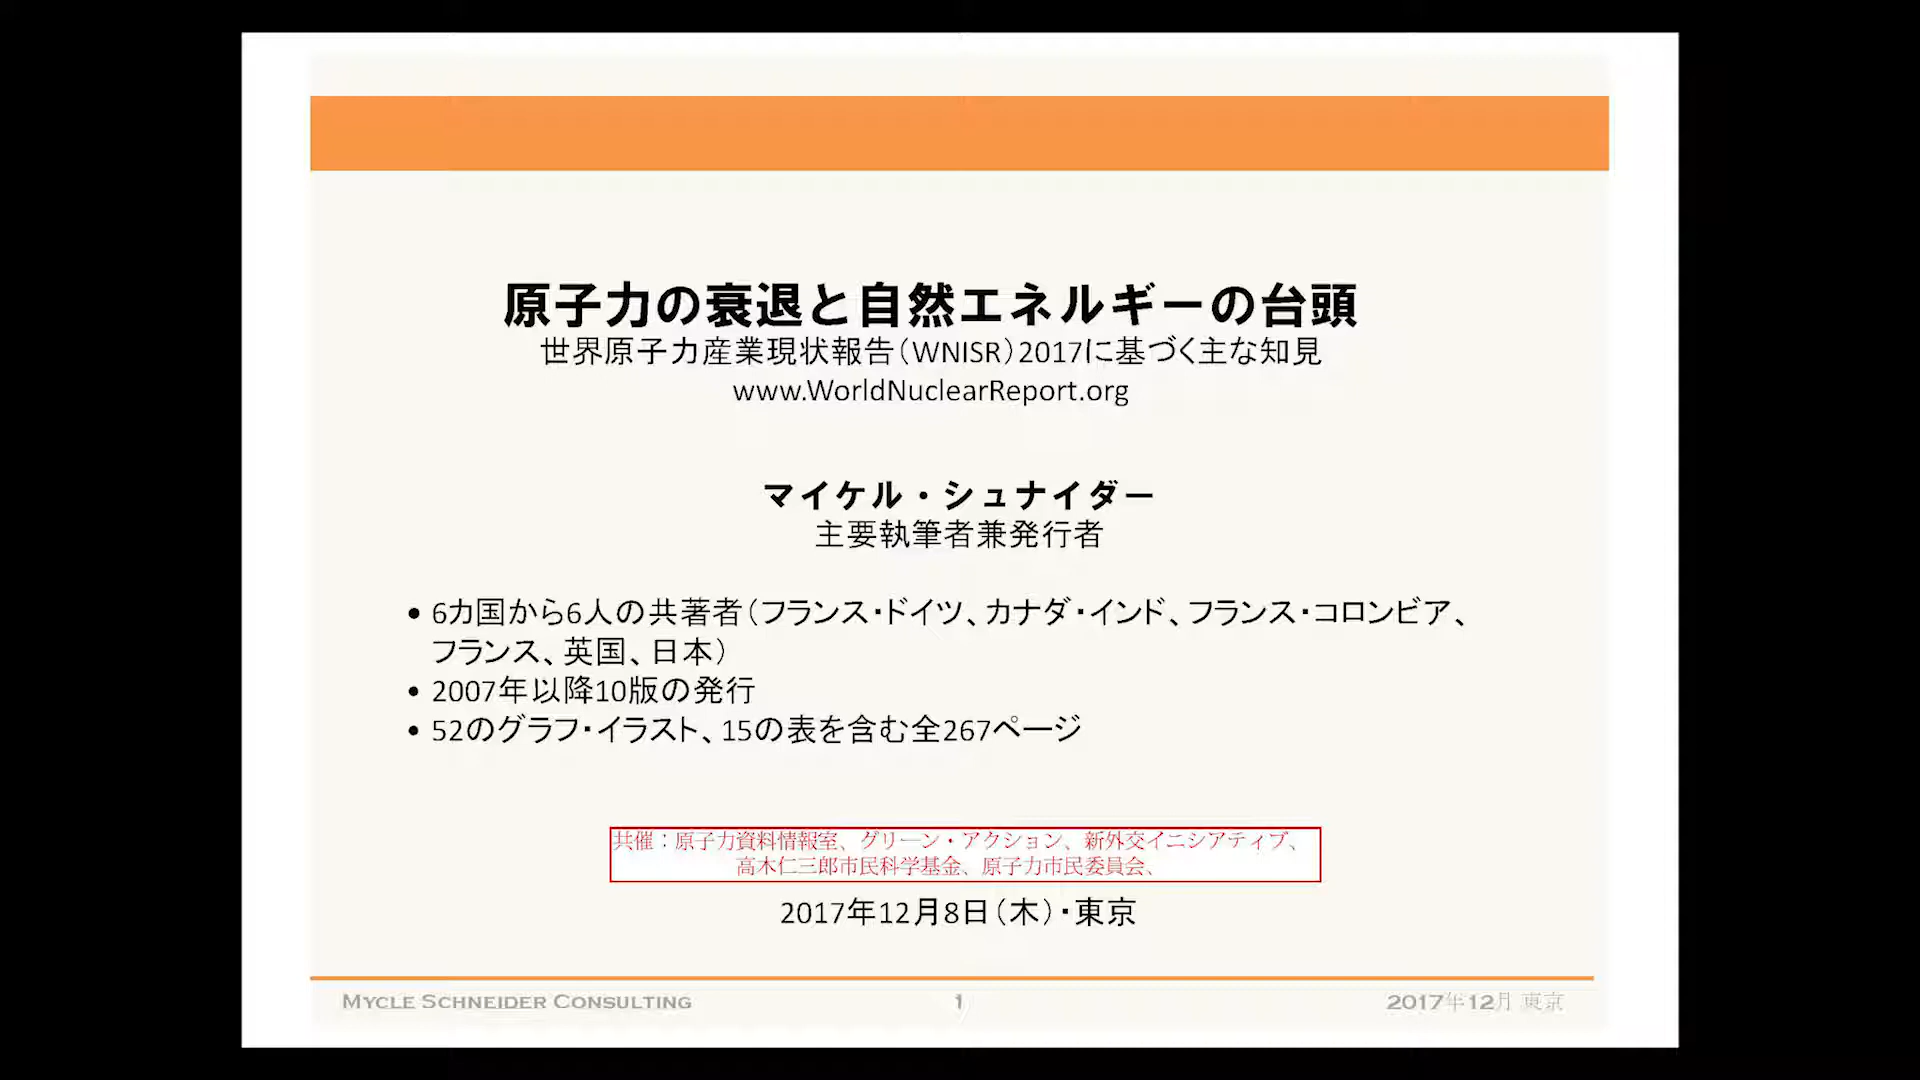 原子力の衰退と自然エネルギーの台頭
世界原子力産業現状報告（WNISR）2017に基づく主な知見
www.WorldNuclearReport.org
マイケル・シュナイダー
主要執筆者兼発行者
• 6カ国から6人の共著者（フランス・ドイツ、カナダ・インド、フランス・コロンビア、
フランス、英国、日本）
• 2007年以降10版の発行
• 52のグラフ・イラスト、15の表を含む全267ページ
共催：原子力資料情報室、グリーン・アクション、新外交イニシアティブ、
高木仁三郎市民科学基金、原子力市民委員会、
2017年12月8日（木）・東京
MYCLE SCHNEIDER CONSULTING
1
2017年12月 東京